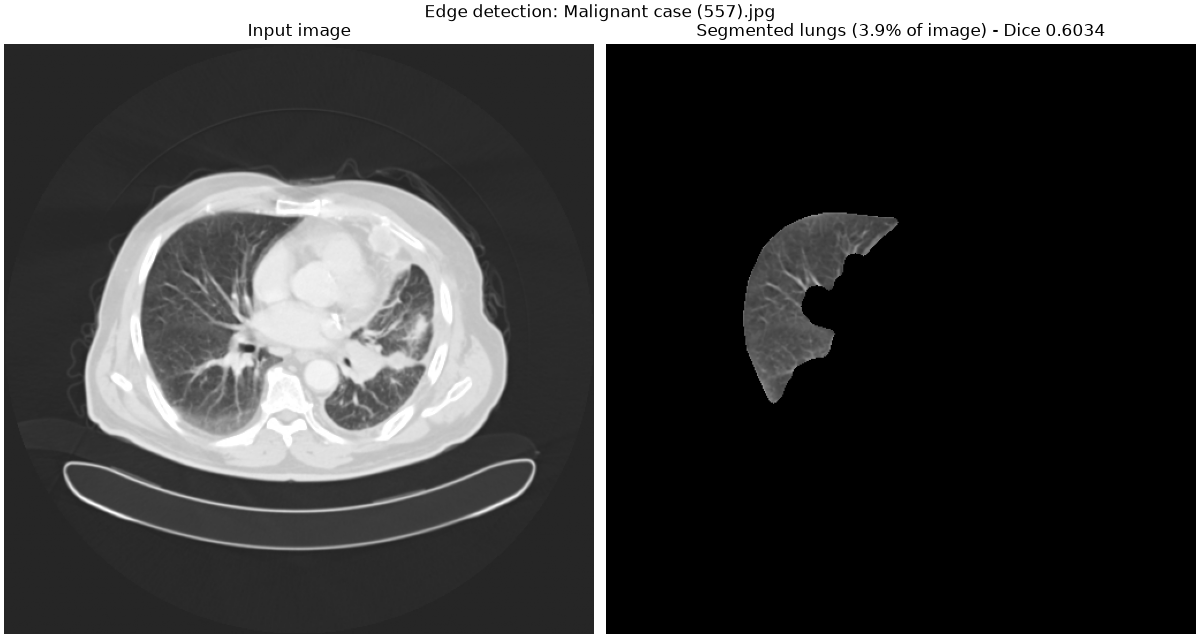 Edge detection: Malignant case (557).jpg
Input image
Segmented lungs (3.9% of image) - Dice 0.6034